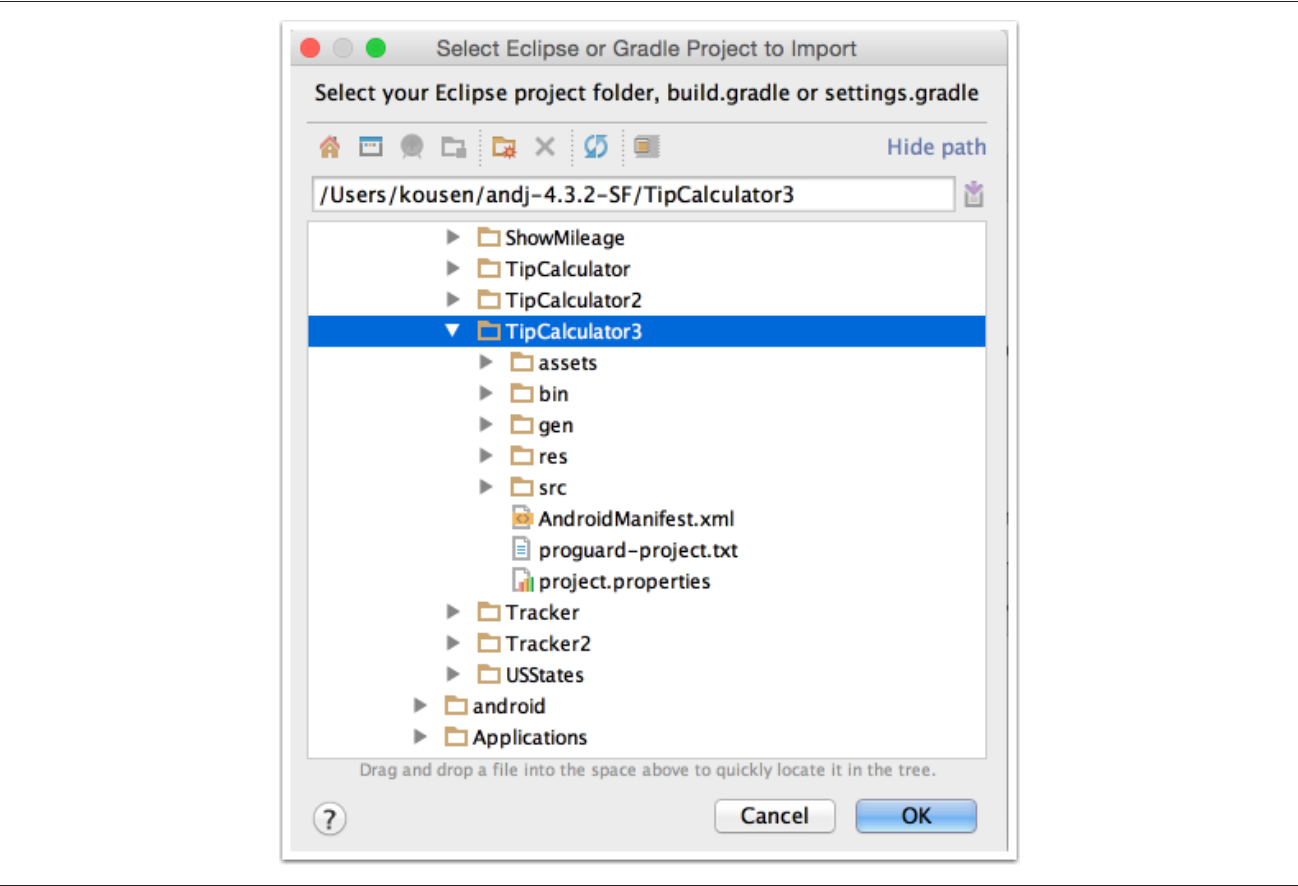 Select Eclipse or Gradle Project to Import
Select your Eclipse project folder, build.gradle or settings.gradle
Hide path
/Users/kousen/andj-4.3.2-SF/TipCalculator3
ShowMileage
TipCalculator
TipCalculator2
TipCalculator3
assets
bin
gen
res
src
AndroidManifest.xml
proguard-project.txt
project.properties
Tracker
Tracker2
USStates
android
Applications
Drag and drop a file into the space above to quickly locate it in the tree.
? Cancel OK